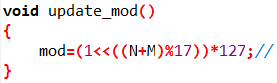 void update_mod()
{
    mod=(1<<((N+M)%17))*127;//
}